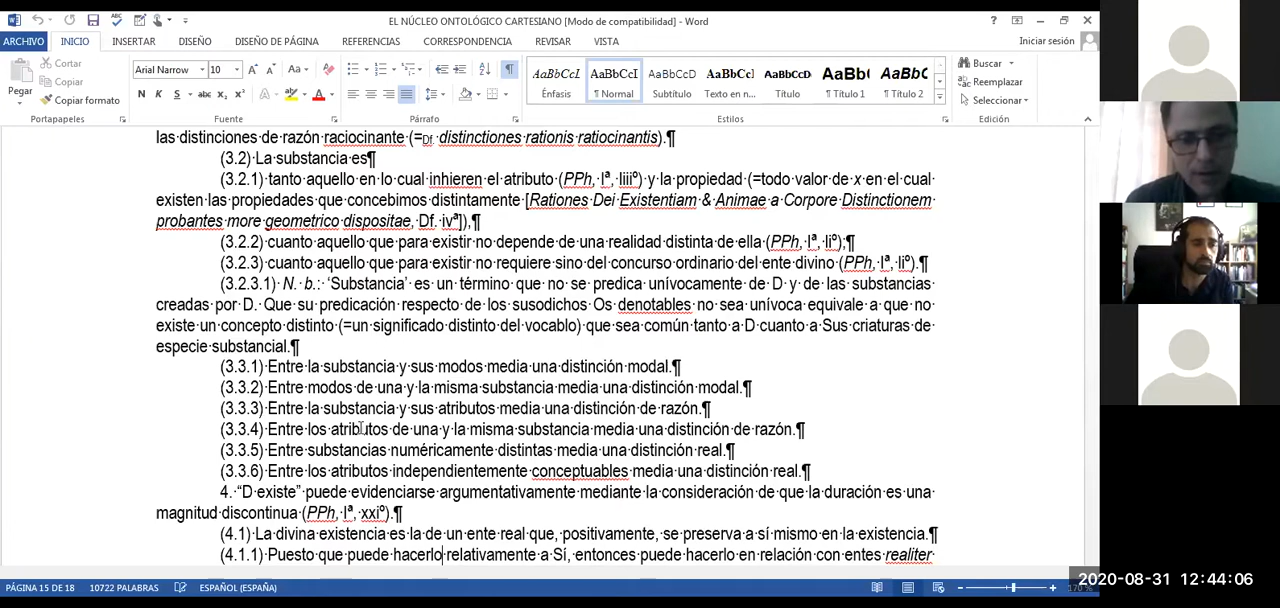 EL NÚCLEO ONTOLÓGICO CARTESIANO [Modo de compatibilidad] - Word
ARCHIVO INICIO INSERTAR DISEÑO DISEÑO DE PÁGINA REFERENCIAS CORRESPONDENCIA REVISAR VISTA Iniciar sesión
Pegar Cortar Copiar Copiar formato
Arial Narrow 10
AaBbCcI AaBbCcI AaBbCcD AaBbCcI AaBbCcD AaBb( AaBbC
Énfasis ¶ Normal Subtítulo Texto en n... Título ¶ Título 1 ¶ Título 2
Buscar Reemplazar Seleccionar
Portapapeles Fuente Párrafo Estilos Edición
las distinciones de razón raciocinante (=Df. distinctiones rationis ratiocinantis).¶
(3.2) La substancia es¶
(3.2.1) tanto aquello en lo cual inhieren el atributo (PPh, Iª, liiiº) y la propiedad (=todo valor de x en el cual
existen las propiedades que concebimos distintamente [Rationes Dei Existentiam & Animae a Corpore Distinctionem
probantes more geometrico dispositae, Df. ivª]),¶
(3.2.2) cuanto aquello que para existir no depende de una realidad distinta de ella (PPh, Iª, liº);¶
(3.2.3) cuanto aquello que para existir no requiere sino del concurso ordinario del ente divino (PPh, Iª, liº).¶
(3.2.3.1) N. b.: ‘Substancia’ es un término que no se predica unívocamente de D y de las substancias
creadas por D. Que su predicación respecto de los susodichos Os denotables no sea unívoca equivale a que no
existe un concepto distinto (=un significado distinto del vocablo) que sea común tanto a D cuanto a Sus criaturas de
especie substancial.¶
(3.3.1) Entre la substancia y sus modos media una distinción modal.¶
(3.3.2) Entre modos de una y la misma substancia media una distinción modal.¶
(3.3.3) Entre la substancia y sus atributos media una distinción de razón.¶
(3.3.4) Entre los atributos de una y la misma substancia media una distinción de razón.¶
(3.3.5) Entre substancias numéricamente distintas media una distinción real.¶
(3.3.6) Entre los atributos independientemente conceptuables media una distinción real.¶
4. “D existe” puede evidenciarse argumentativamente mediante la consideración de que la duración es una
magnitud discontinua (PPh, Iª, xxiº).¶
(4.1) La divina existencia es la de un ente real que, positivamente, se preserva a sí mismo en la existencia.¶
(4.1.1) Puesto que puede hacerlo relativamente a Sí, entonces puede hacerlo en relación con entes realiter
PÁGINA 15 DE 18 10722 PALABRAS ESPAÑOL (ESPAÑA) 170 %
2020-08-31 12:44:06